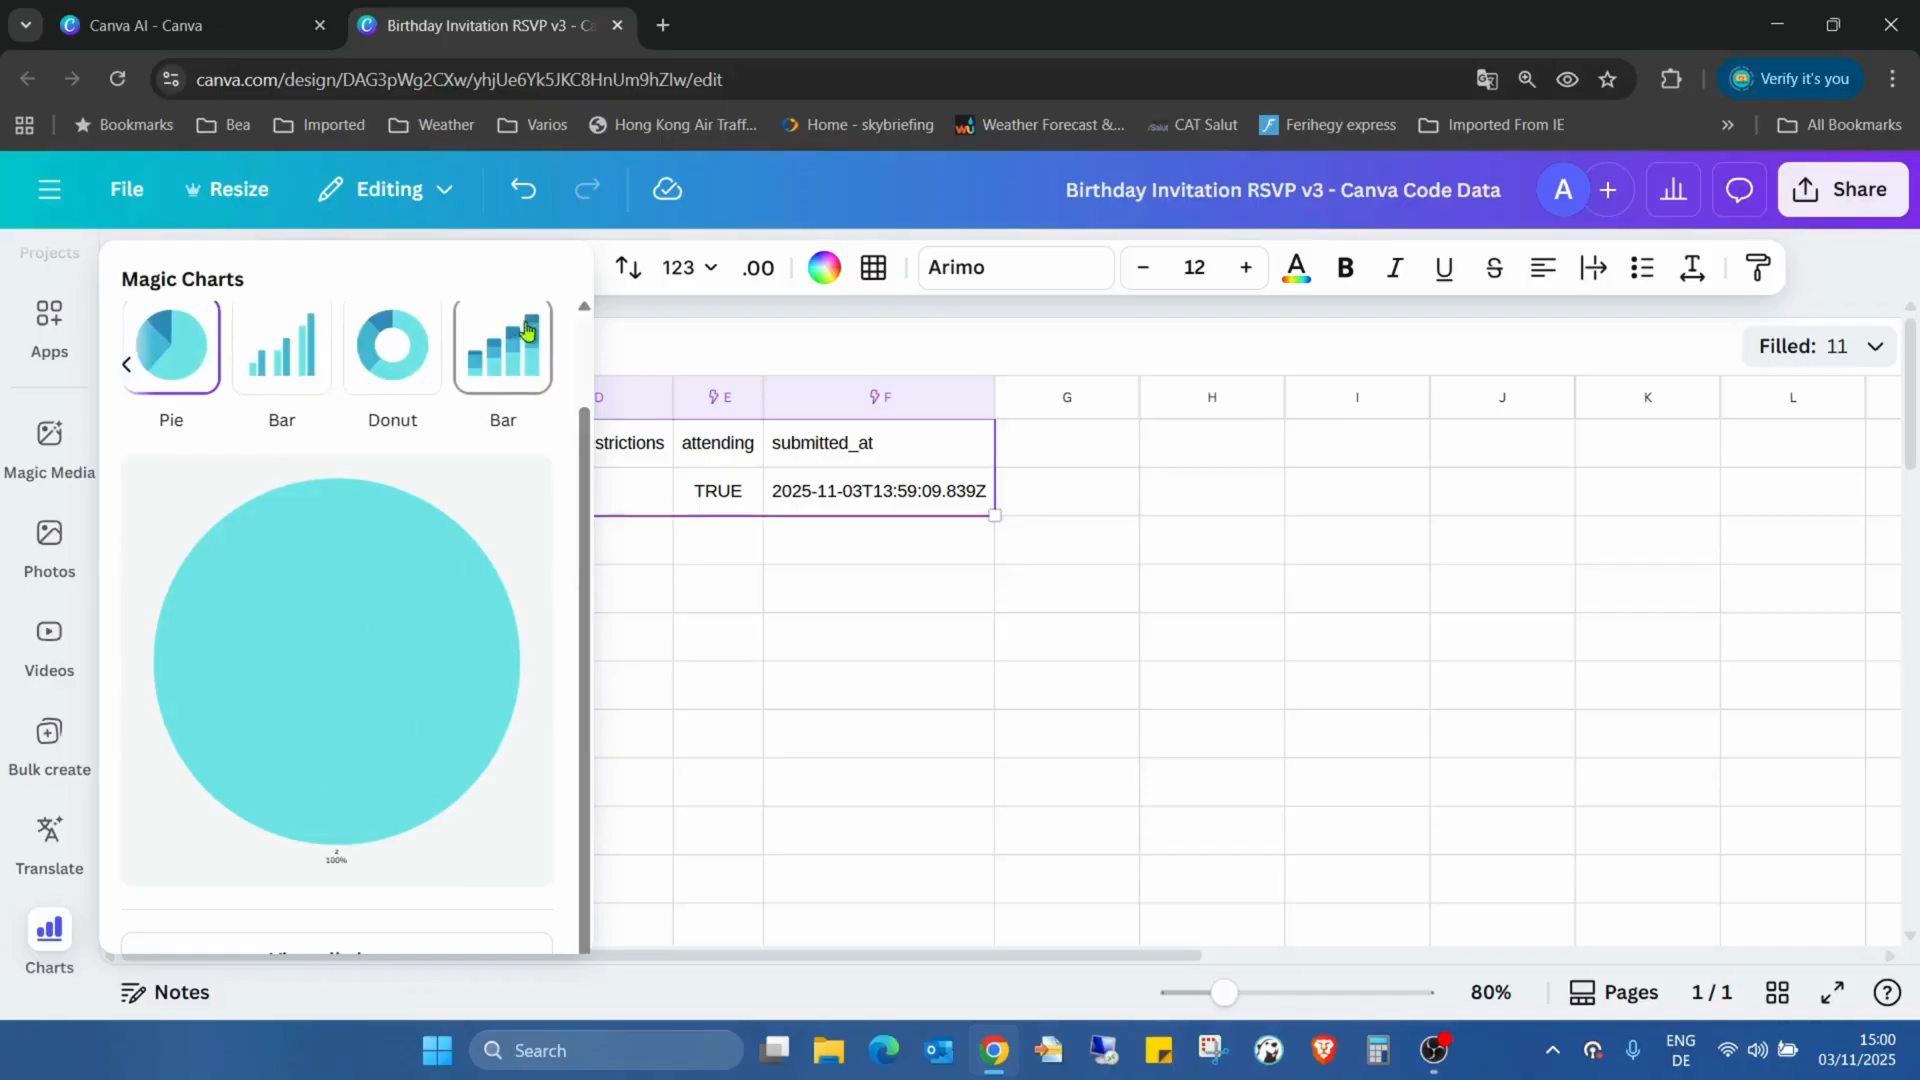 Canva AI - Canva
Birthday Invitation RSVP v3 - Ca
canva.com/design/DAG3pWg2CXw/yhjUe6Yk5JKC8HnUm9hZlw/edit
Verify it's you
Bookmarks
Bea
Imported
Weather
Varios
Hong Kong Air Traff...
Home - skybriefing
Weather Forecast &...
CAT Salut
Ferihegy express
Imported From IE
All Bookmarks
File
Resize
Editing
Birthday Invitation RSVP v3 - Canva Code Data
A
Share
Projects
Apps
Magic Media
Photos
Videos
Bulk create
Translate
Charts
Magic Charts
Pie
Bar
Donut
Bar
100%
123
.00
Arimo
12
A
B
I
U
S
T
Filled: 11
D
E
F
G
H
I
J
K
L
strictions
attending
submitted_at
TRUE
2025-11-03T13:59:09.839Z
Notes
80%
Pages
1 / 1
Search
ENG
DE
15:00
03/11/2025